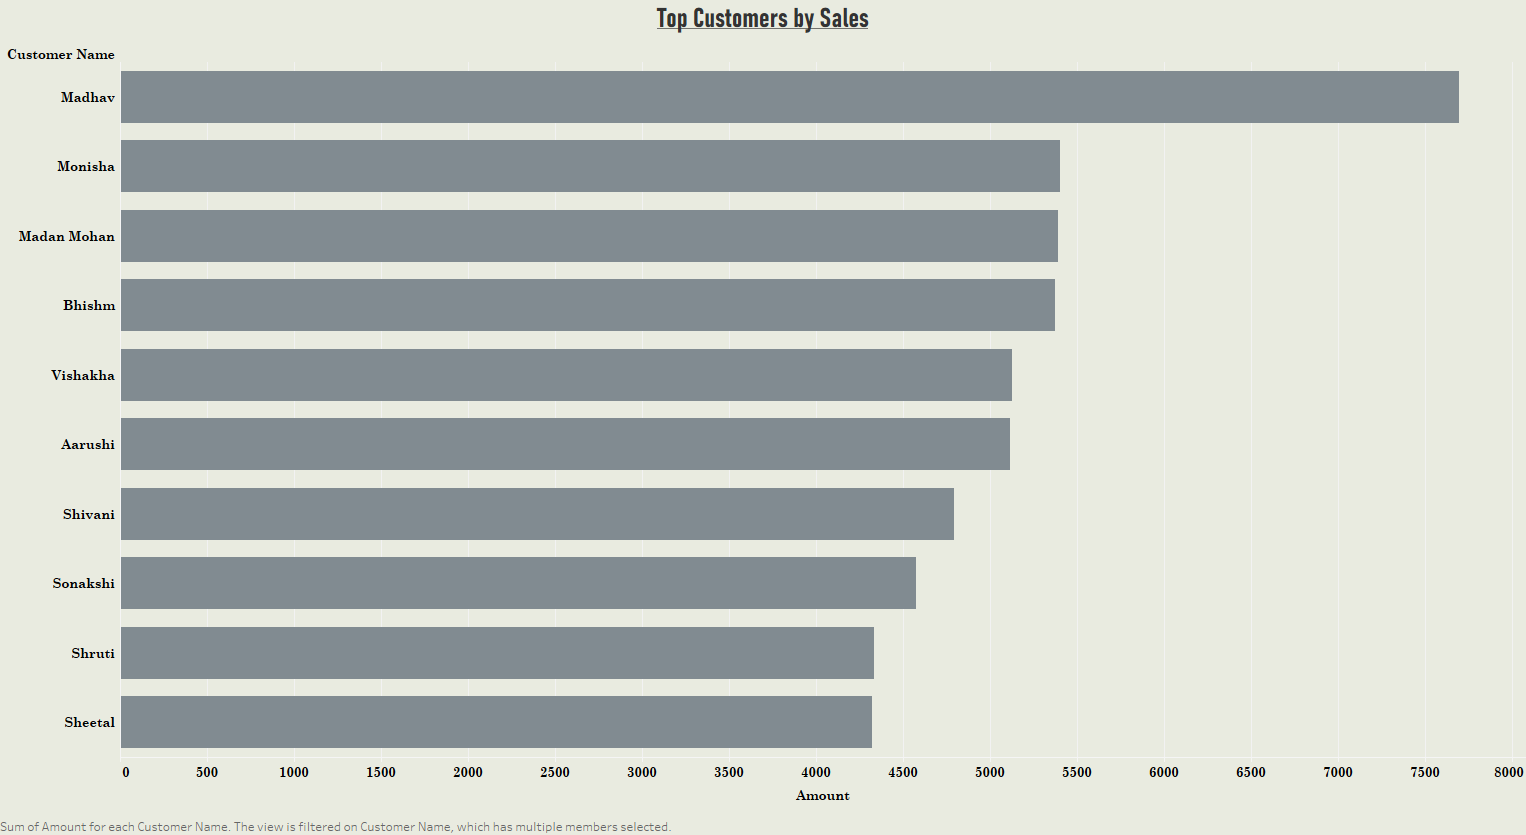 Top Customers by Sales
Customer Name
Madhav
Monisha
Madan Mohan
Bhishm
Vishakha
Aarushi
Shivani
Sonakshi
Shruti
Sheetal
0 500 1000 1500 2000 2500 3000 3500 4000 4500 5000 5500 6000 6500 7000 7500 8000
Amount
Sum of Amount for each Customer Name. The view is filtered on Customer Name, which has multiple members selected.